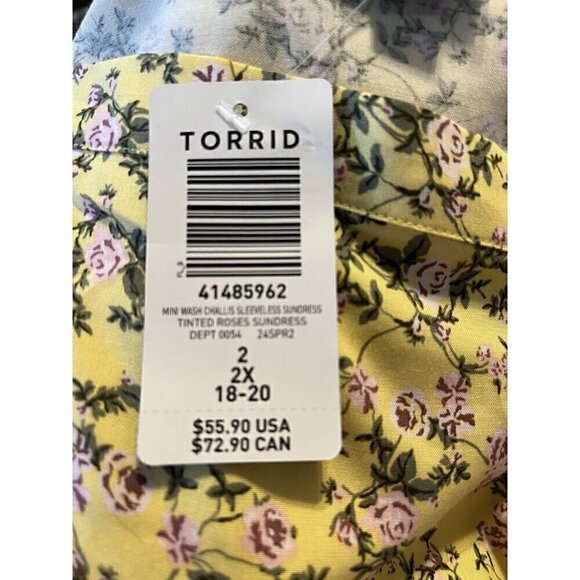 TORRID
2
41485962
MINI WASH CHALLIS SLEEVELESS SUNDRESS
TINTED ROSES SUNDRESS
DEPT 0054 24SPR2
2
2X
18-20
$55.90 USA
$72.90 CAN